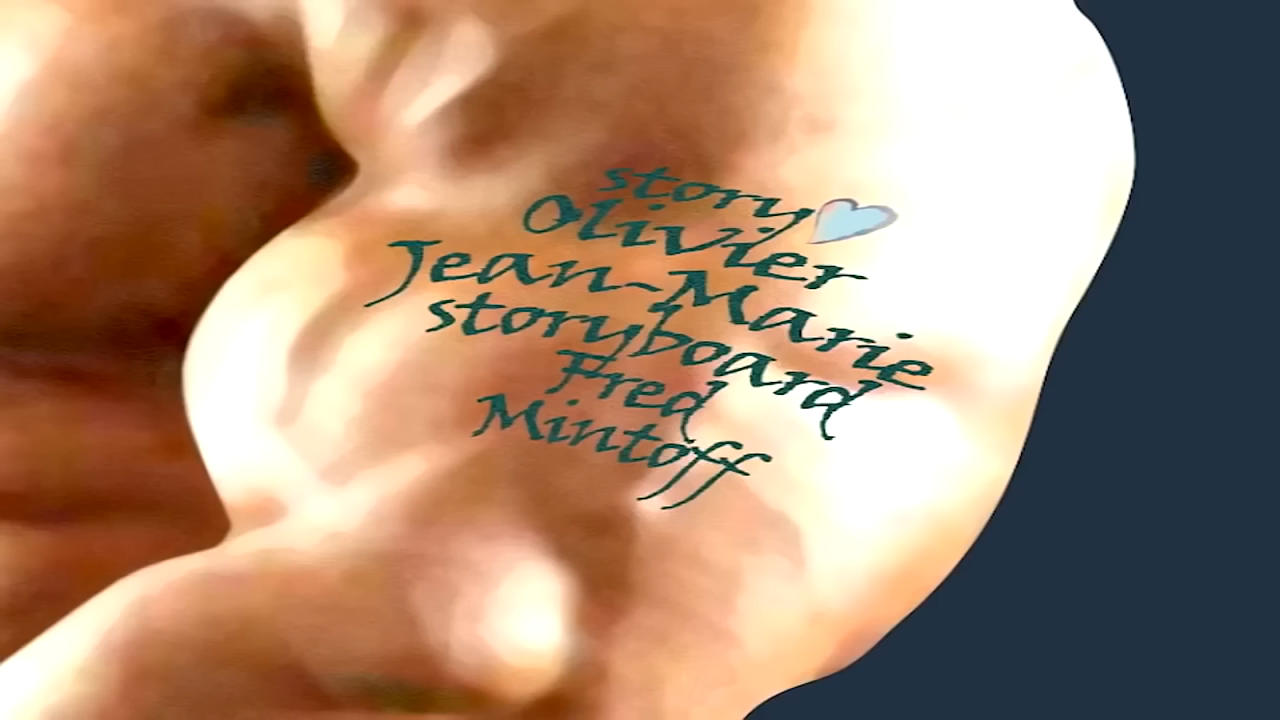 story
Olivier
Jean-Marie
storyboard
Fred
Mintoff